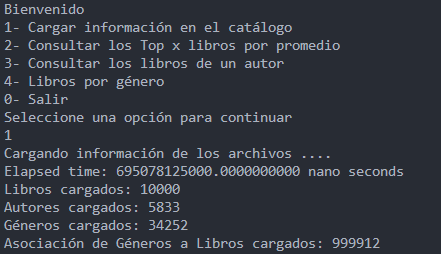 Bienvenido
1- Cargar información en el catálogo
2- Consultar los Top x libros por promedio
3- Consultar los libros de un autor
4- Libros por género
0- Salir
Seleccione una opción para continuar
1
Cargando información de los archivos ....
Elapsed time: 695078125000.0000000000 nano seconds
Libros cargados: 10000
Autores cargados: 5833
Géneros cargados: 34252
Asociación de Géneros a Libros cargados: 999912